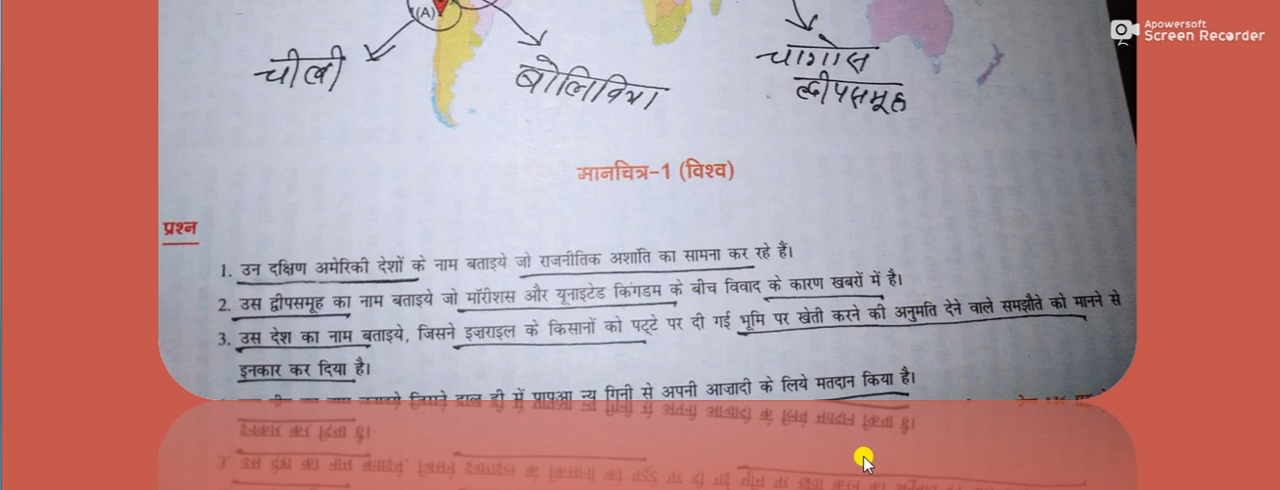 (A)
Apowersoft
Screen Recorder
चीली
बोलिविया
चागोस
द्वीपसमूह
मानचित्र-1 (विश्व)
प्रश्न
1. उन दक्षिण अमेरिकी देशों के नाम बताइये जो राजनीतिक अशांति का सामना कर रहे हैं।
2. उस द्वीपसमूह का नाम बताइये जो मॉरीशस और यूनाइटेड किंगडम के बीच विवाद के कारण खबरों में है।
3. उस देश का नाम बताइये, जिसने इज़राइल के किसानों को पट्टे पर दी गई भूमि पर खेती करने की अनुमति देने वाले समझौते को मानने से
इनकार कर दिया है।
हाल ही में पापुआ न्यू गिनी से अपनी आज़ादी के लिये मतदान किया है।